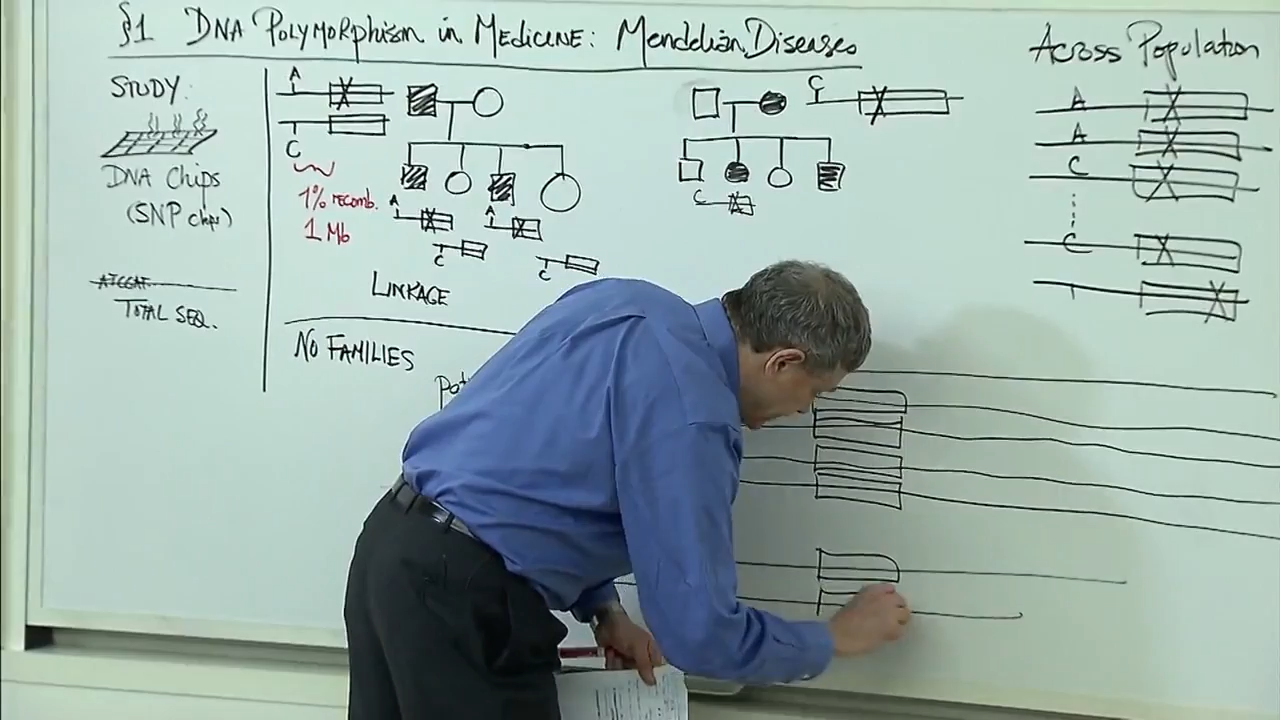 §1 DNA Polymorphism in Medicine: Mendelian Diseases
Across Population
STUDY:
DNA Chips
(SNP chips)
ATGGAT
TOTAL SEQ.
A
C
1% recomb.
1 Mb
A
A
C
C
LINKAGE
C
C
A
A
C
C
NO FAMILIES